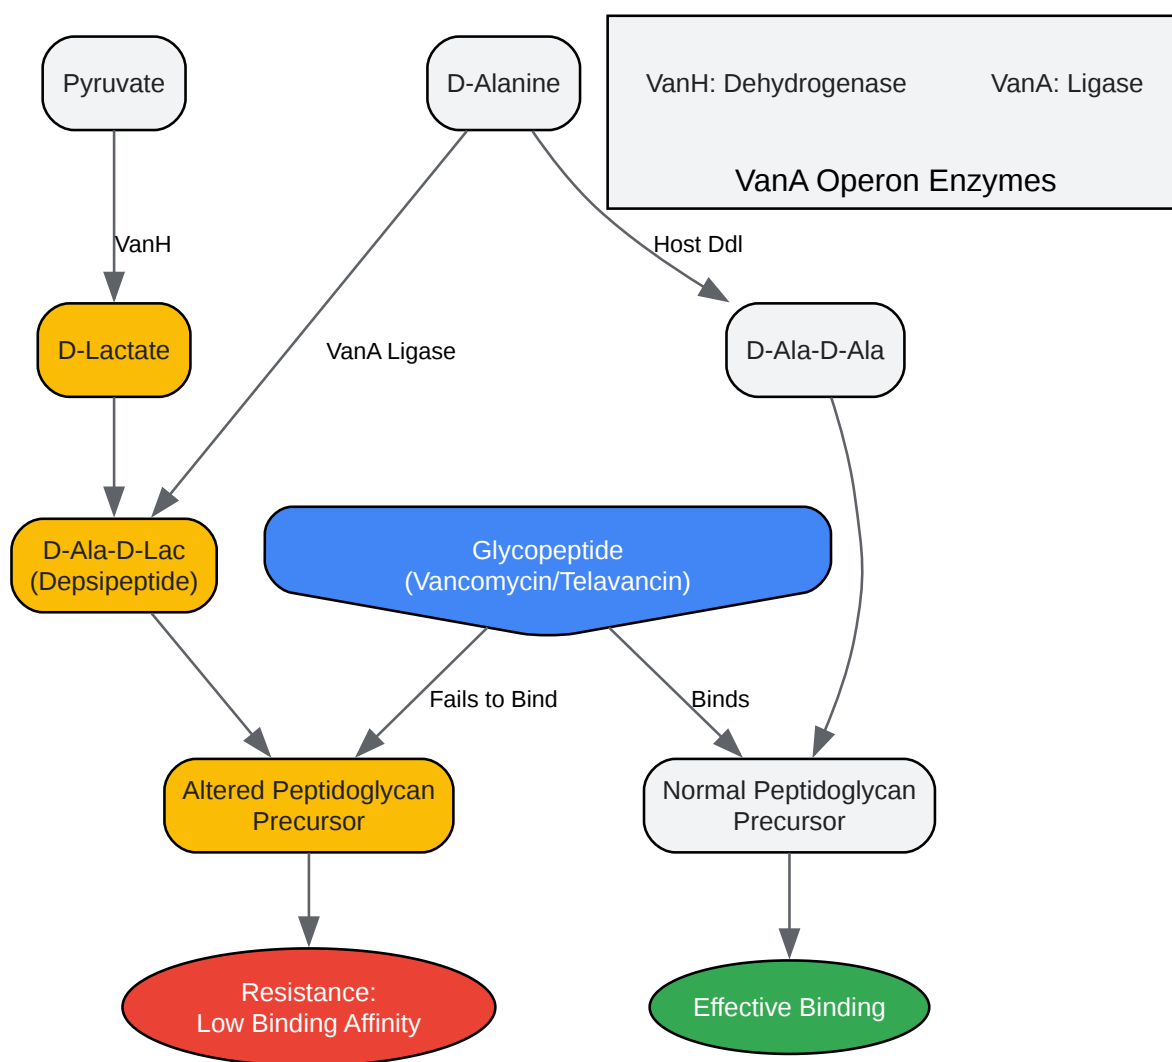 Pyruvate
D-Alanine
VanH: Dehydrogenase
VanA: Ligase
VanA Operon Enzymes
VanH
Host Ddl
D-Lactate
VanA Ligase
D-Ala-D-Ala
D-Ala-D-Lac
(Depsipeptide)
Glycopeptide
(Vancomycin/Telavancin)
Fails to Bind
Binds
Altered Peptidoglycan
Precursor
Normal Peptidoglycan
Precursor
Resistance:
Low Binding Affinity
Effective Binding